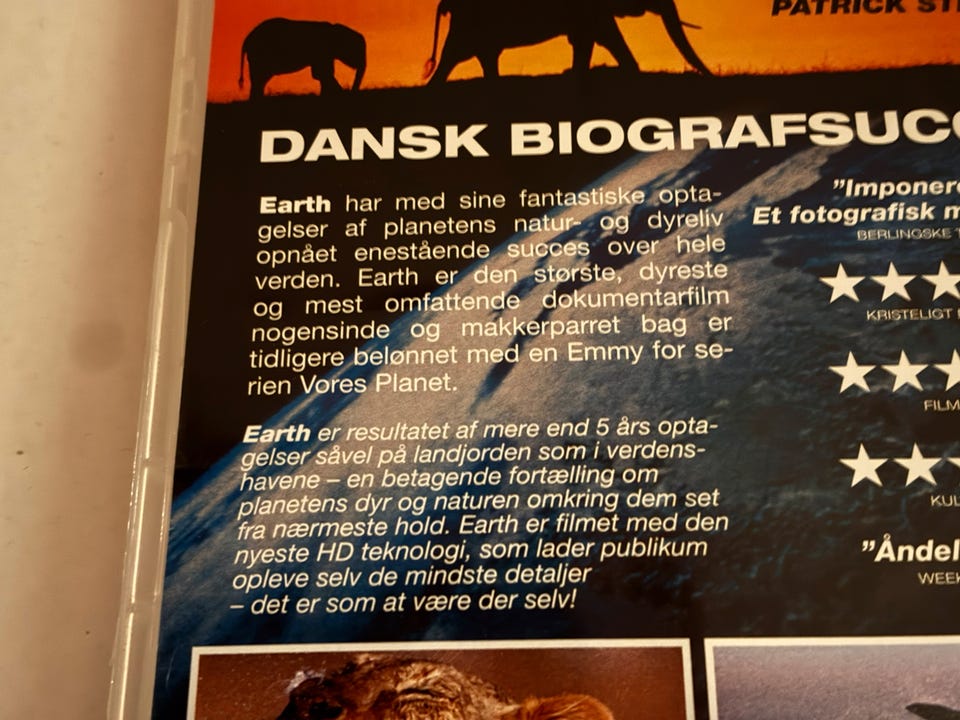 PATRICK
DANSK BIOGRAFSUCC
Earth har med sine fantastiske opta-
gelser af planetens natur- og dyreliv
opnået enestående succes over hele
verden. Earth er den største, dyreste
og mest omfattende dokumentarfilm
nogensinde og makkerparret bag er
tidligere belønnet med en Emmy for se-
rien Vores Planet.
Earth er resultatet af mere end 5 års opta-
gelser såvel på landjorden som i verdens-
havene – en betagende fortælling om
planetens dyr og naturen omkring dem set
fra nærmeste hold. Earth er filmet med den
nyeste HD teknologi, som lader publikum
opleve selv de mindste detaljer
– det er som at være der selv!
"Imponer
Et fotografisk
BERLINGSKE
KRISTELIGT
FILM
KUL
"Åndel
WEEK